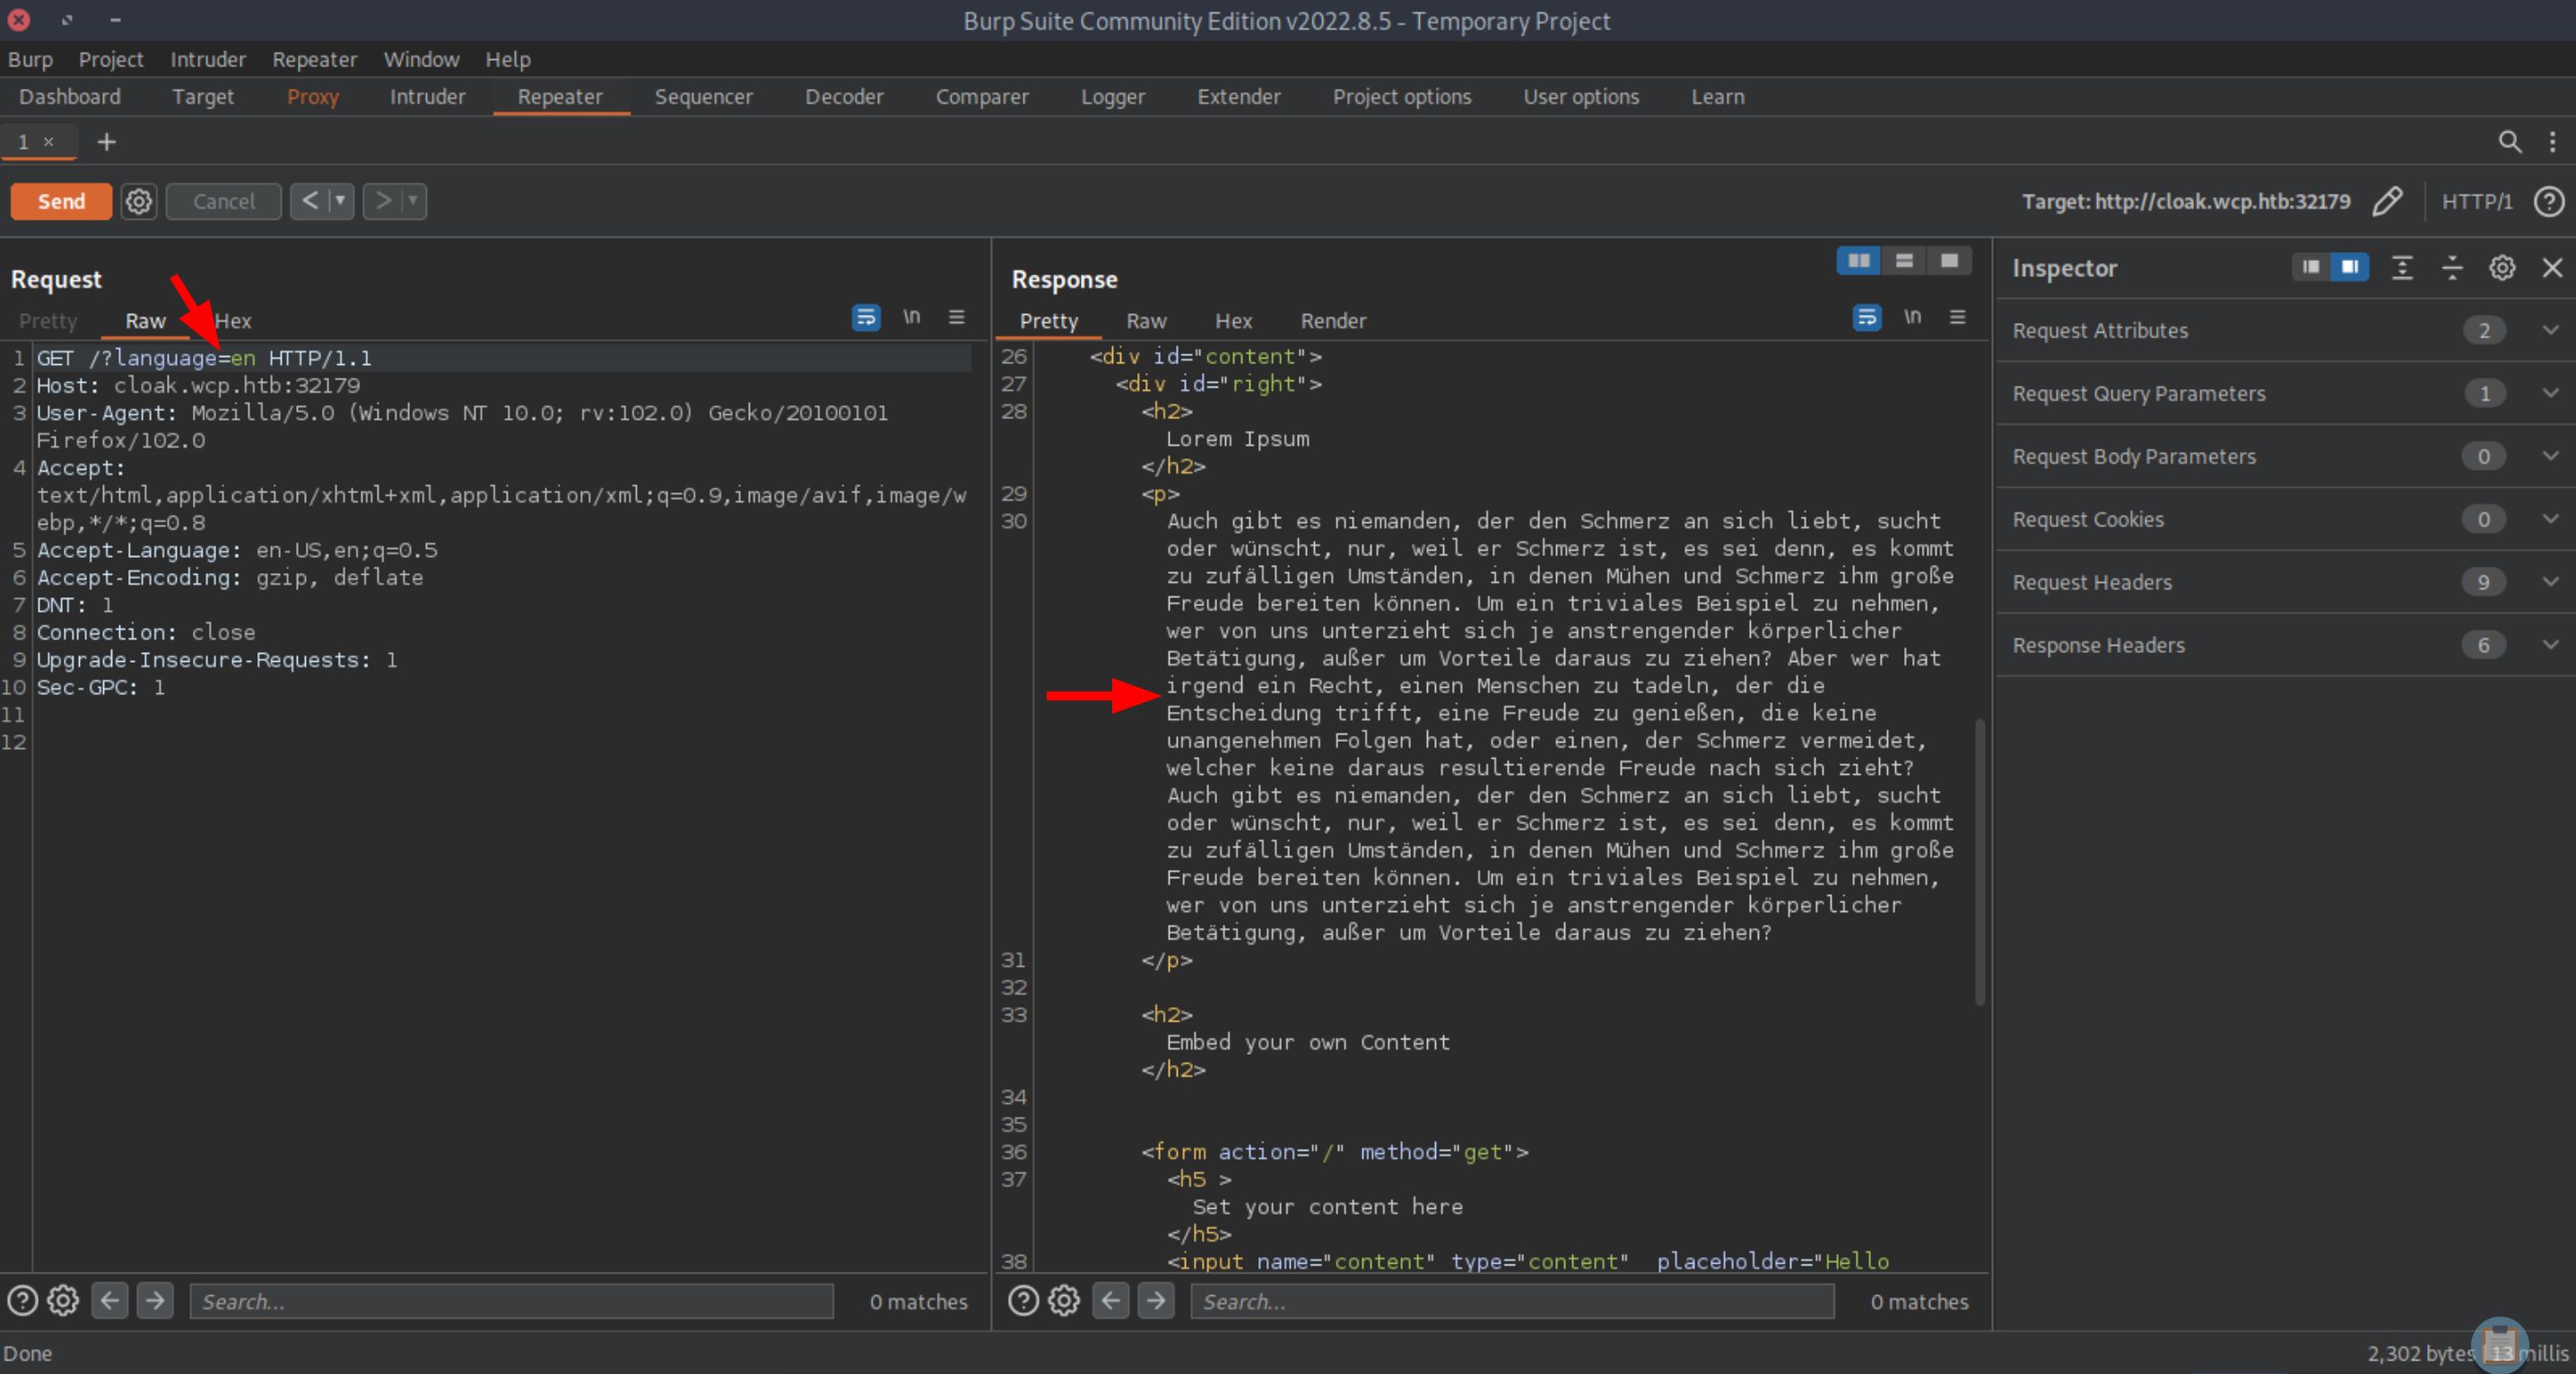 Burp Suite Community Edition v2022.8.5 - Temporary Project
Burp Project Intruder Repeater Window Help
Dashboard Target Proxy Intruder Repeater Sequencer Decoder Comparer Logger Extender Project options User options Learn
1 × +
Send Cancel < > Target: http://cloak.wcp.htb:32179 HTTP/1 ?
Request
Pretty Raw Hex \n
1 GET /?language=en HTTP/1.1
2 Host: cloak.wcp.htb:32179
3 User-Agent: Mozilla/5.0 (Windows NT 10.0; rv:102.0) Gecko/20100101
Firefox/102.0
4 Accept:
text/html,application/xhtml+xml,application/xml;q=0.9,image/avif,image/w
ebp,*/*;q=0.8
5 Accept-Language: en-US,en;q=0.5
6 Accept-Encoding: gzip, deflate
7 DNT: 1
8 Connection: close
9 Upgrade-Insecure-Requests: 1
10 Sec-GPC: 1
11
12
Search... 0 matches
Response
Pretty Raw Hex Render \n
26 <div id="content">
27 <div id="right">
28 <h2>
Lorem Ipsum
</h2>
29 <p>
30 Auch gibt es niemanden, der den Schmerz an sich liebt, sucht
oder wünscht, nur, weil er Schmerz ist, es sei denn, es kommt
zu zufälligen Umständen, in denen Mühen und Schmerz ihm große
Freude bereiten können. Um ein triviales Beispiel zu nehmen,
wer von uns unterzieht sich je anstrengender körperlicher
Betätigung, außer um Vorteile daraus zu ziehen? Aber wer hat
irgend ein Recht, einen Menschen zu tadeln, der die
Entscheidung trifft, eine Freude zu genießen, die keine
unangenehmen Folgen hat, oder einen, der Schmerz vermeidet,
welcher keine daraus resultierende Freude nach sich zieht?
Auch gibt es niemanden, der den Schmerz an sich liebt, sucht
oder wünscht, nur, weil er Schmerz ist, es sei denn, es kommt
zu zufälligen Umständen, in denen Mühen und Schmerz ihm große
Freude bereiten können. Um ein triviales Beispiel zu nehmen,
wer von uns unterzieht sich je anstrengender körperlicher
Betätigung, außer um Vorteile daraus zu ziehen?
31 </p>
32
33 <h2>
Embed your own Content
</h2>
34
35
36 <form action="/" method="get">
37 <h5 >
Set your content here
</h5>
38 <input name="content" type="content" placeholder="Hello
Search... 0 matches
Inspector
Request Attributes 2
Request Query Parameters 1
Request Body Parameters 0
Request Cookies 0
Request Headers 9
Response Headers 6
Done
2,302 bytes | 13 millis